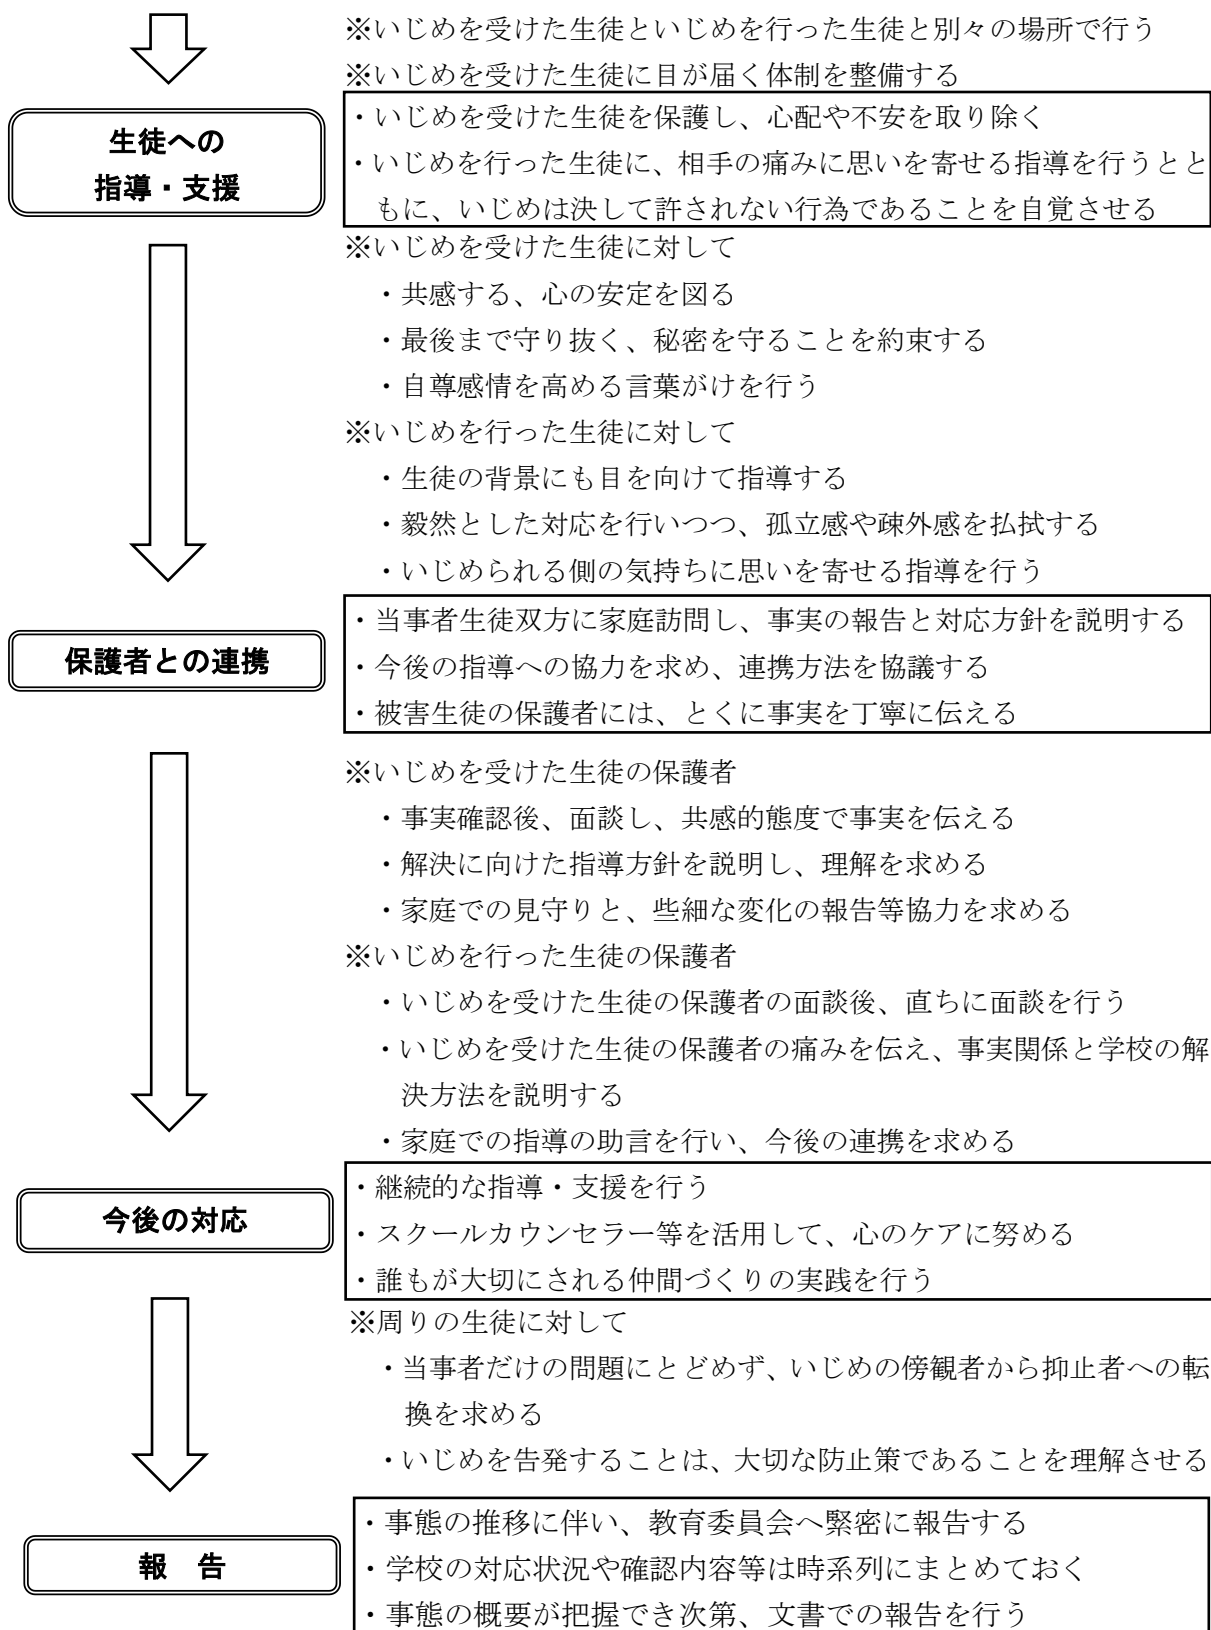 ※いじめを受けた生徒といじめを行った生徒と別々の場所で行う
※いじめを受けた生徒に目が届く体制を整備する
生徒への
指導・支援
・いじめを受けた生徒を保護し、心配や不安を取り除く
・いじめを行った生徒に、相手の痛みに思いを寄せる指導を行うとと
もに、いじめは決して許されない行為であることを自覚させる
※いじめを受けた生徒に対して
・共感する、心の安定を図る
・最後まで守り抜く、秘密を守ることを約束する
・自尊感情を高める言葉がけを行う
※いじめを行った生徒に対して
・生徒の背景にも目を向けて指導する
・毅然とした対応を行いつつ、孤立感や疎外感を払拭する
・いじめられる側の気持ちに思いを寄せる指導を行う
保護者との連携
・当事者生徒双方に家庭訪問し、事実の報告と対応方針を説明する
・今後の指導への協力を求め、連携方法を協議する
・被害生徒の保護者には、とくに事実を丁寧に伝える
※いじめを受けた生徒の保護者
・事実確認後、面談し、共感的態度で事実を伝える
・解決に向けた指導方針を説明し、理解を求める
・家庭での見守りと、些細な変化の報告等協力を求める
※いじめを行った生徒の保護者
・いじめを受けた生徒の保護者の面談後、直ちに面談を行う
・いじめを受けた生徒の保護者の痛みを伝え、事実関係と学校の解
決方法を説明する
・家庭での指導の助言を行い、今後の連携を求める
今後の対応
・継続的な指導・支援を行う
・スクールカウンセラー等を活用して、心のケアに努める
・誰もが大切にされる仲間づくりの実践を行う
※周りの生徒に対して
・当事者だけの問題にとどめず、いじめの傍観者から抑止者への転
換を求める
・いじめを告発することは、大切な防止策であることを理解させる
報　告
・事態の推移に伴い、教育委員会へ緊密に報告する
・学校の対応状況や確認内容等は時系列にまとめておく
・事態の概要が把握でき次第、文書での報告を行う